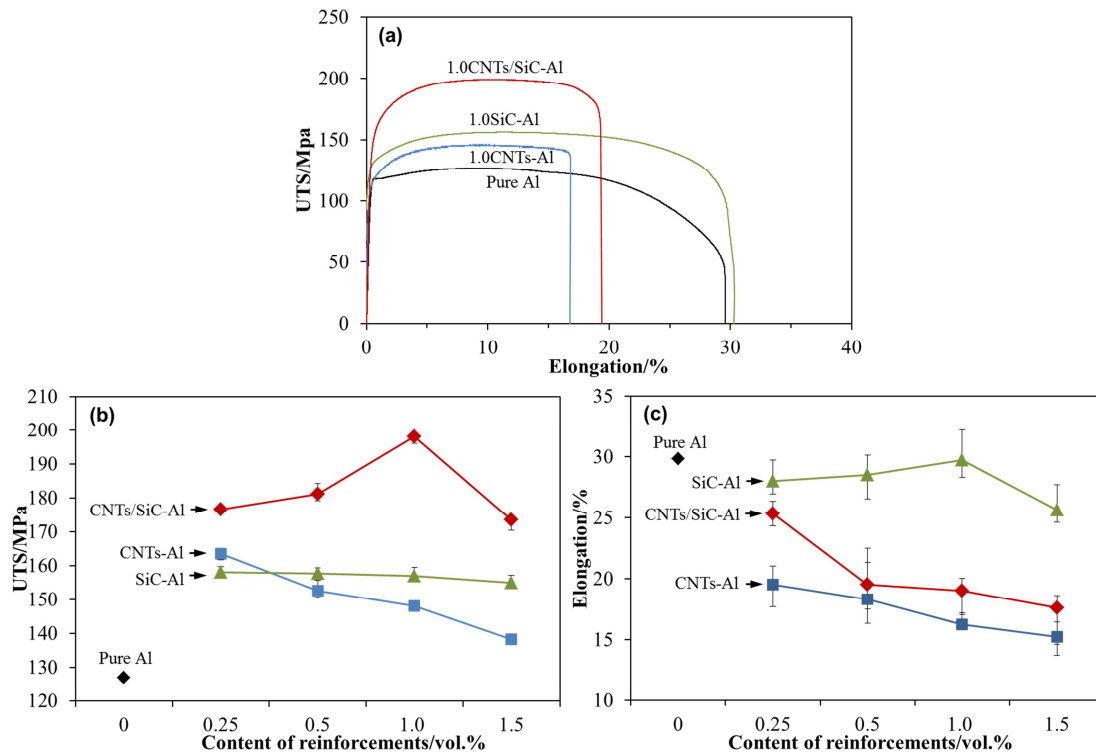 (a)
250
200
150
100
50
0
UTS/Mpa
1.0CNTs/SiC-Al
1.0SiC-Al
1.0CNTs-Al
Pure Al
0 10 20 30 40
Elongation/%
(b)
210
200
190
180
170
160
150
140
130
120
UTS/MPa
CNTs/SiC-Al
CNTs-Al
SiC-Al
Pure Al
0 0.25 0.5 1.0 1.5
Content of reinforcements/vol.%
(c)
35
30
25
20
15
10
Elongation/%
Pure Al
SiC-Al
CNTs/SiC-Al
CNTs-Al
0 0.25 0.5 1.0 1.5
Content of reinforcements/vol.%